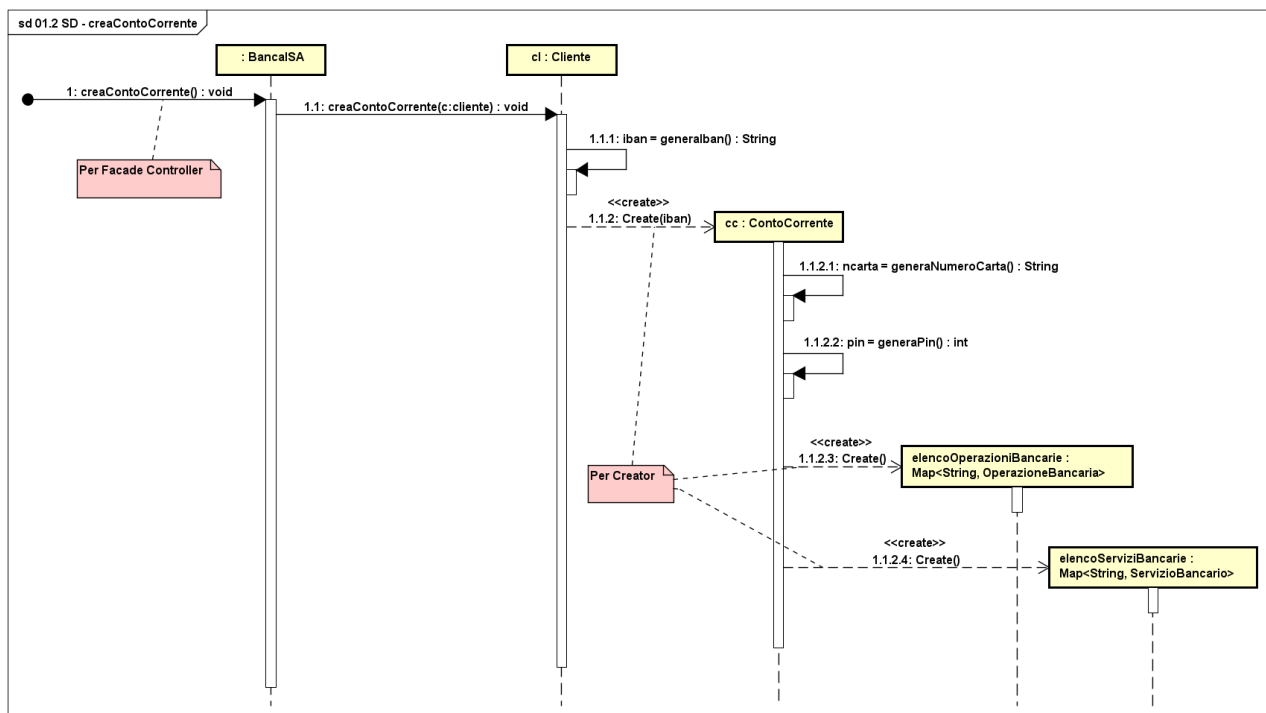 sd 01.2 SD - creaContoCorrente
: BancaISA
cl : Cliente
1: creaContoCorrente() : void
1.1: creaContoCorrente(c:cliente) : void
1.1.1: iban = generaIban() : String
Per Facade Controller
<<create>>
1.1.2: Create(iban)
cc : ContoCorrente
1.1.2.1: ncarta = generaNumeroCarta() : String
1.1.2.2: pin = generaPin() : int
<<create>>
1.1.2.3: Create()
elencoOperazioniBancarie :
Map<String, OperazioneBancaria>
Per Creator
<<create>>
1.1.2.4: Create()
elencoServiziBancarie :
Map<String, ServizioBancario>